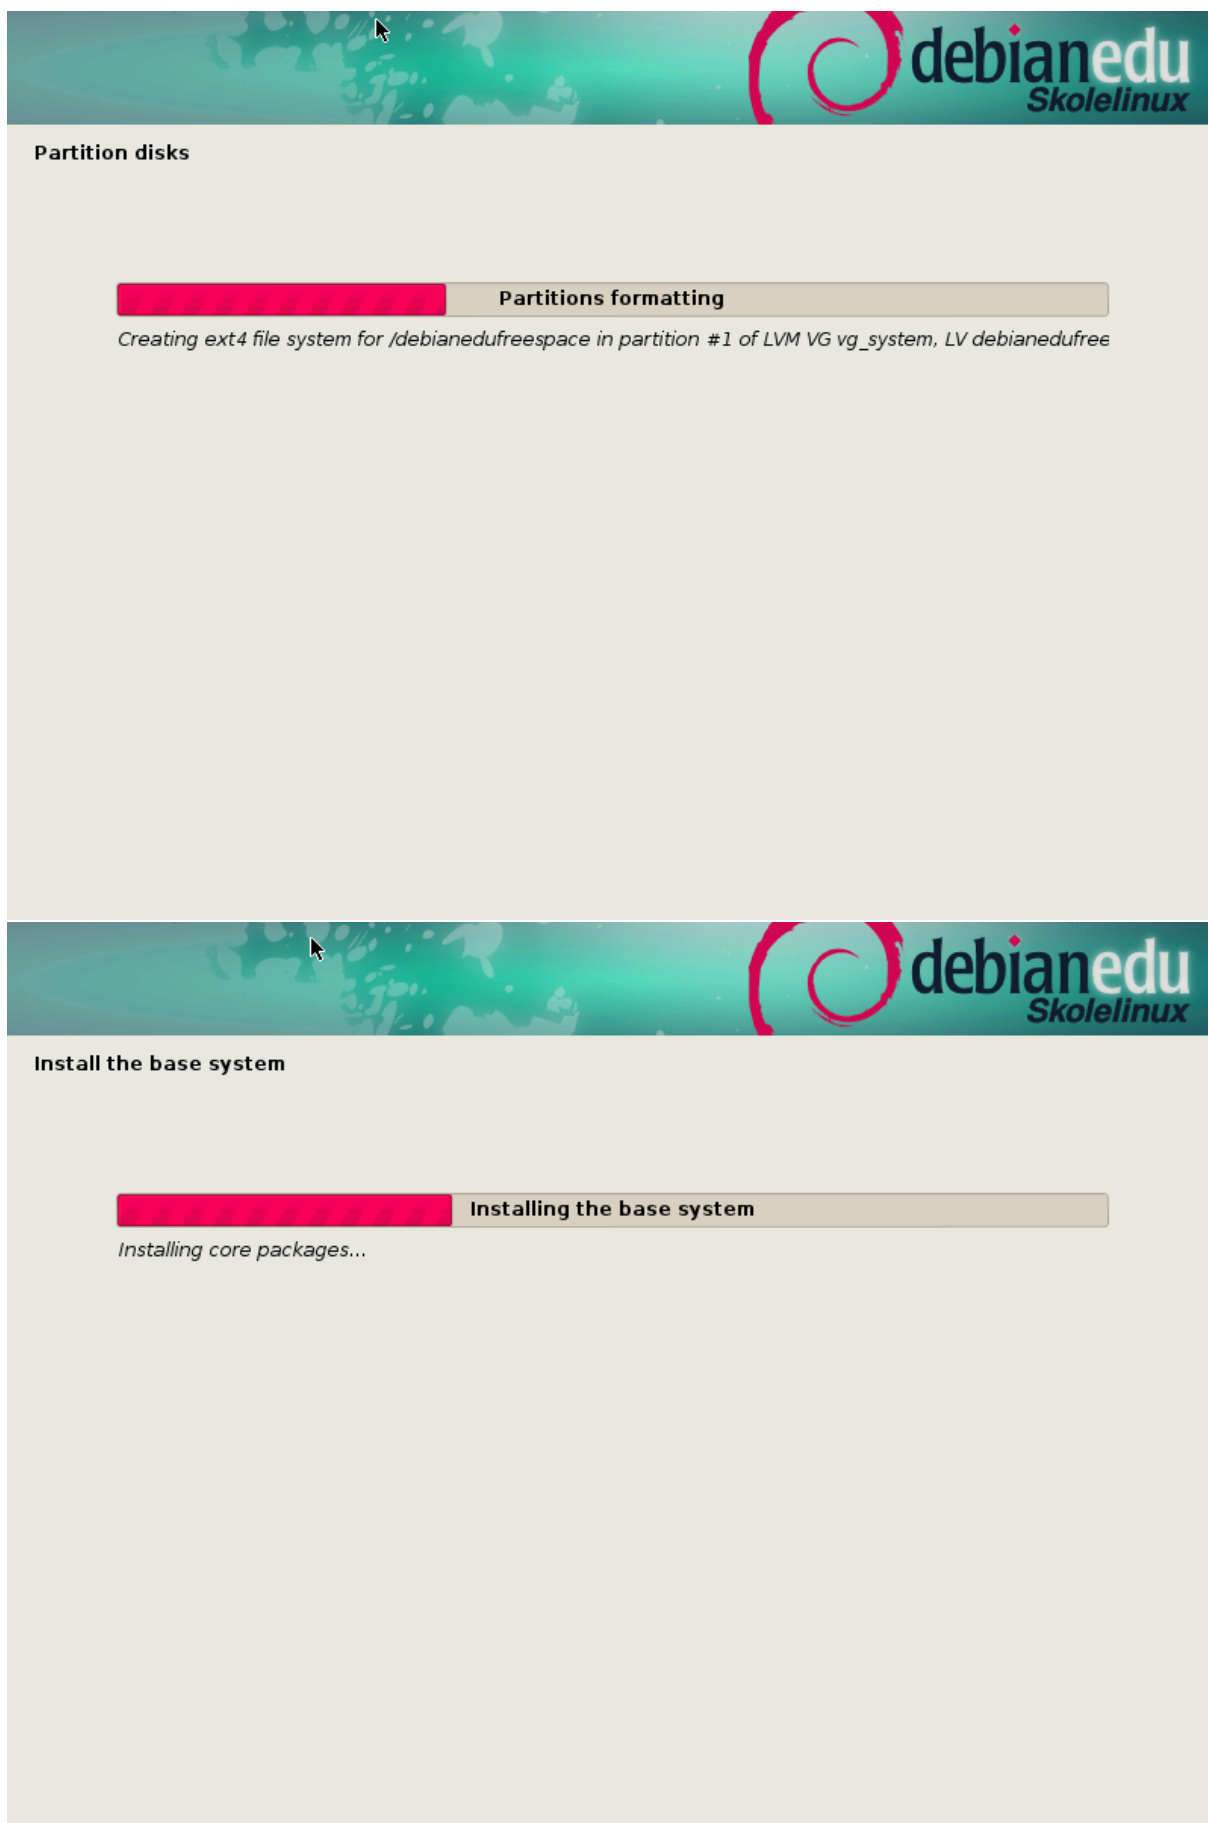 debianedu
Skolelinux
Partition disks
Partitions formatting
Creating ext4 file system for /debianedufreespace in partition #1 of LVM VG vg_system, LV debianedufree
debianedu
Skolelinux
Install the base system
Installing the base system
Installing core packages...